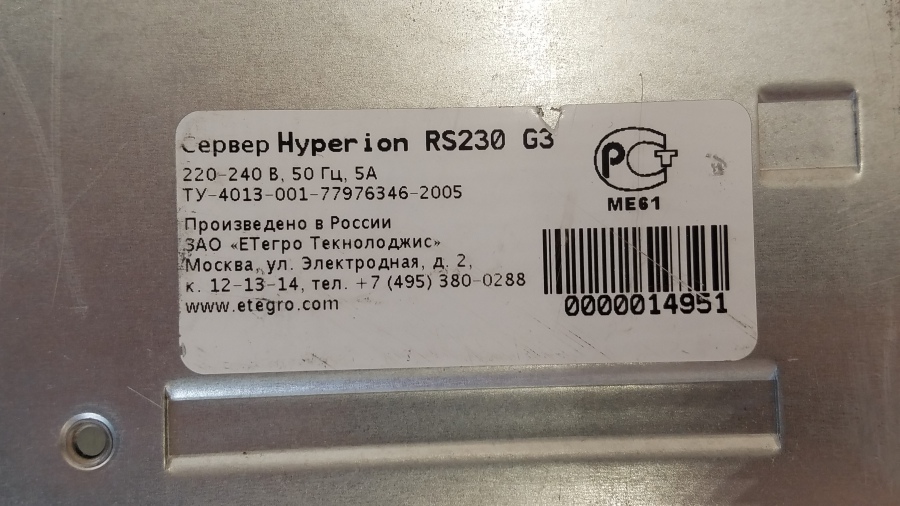 Сервер Hyperion RS230 G3
220-240 В, 50 Гц, 5А
ТУ-4013-001-77976346-2005
Произведено в России
ЗАО «ЕТегро Текнолоджис»
Москва, ул. Электродная, д. 2,
к. 12-13-14, тел. +7 (495) 380-0288
www.etegro.com
РСТ
МЕ61
0000014951